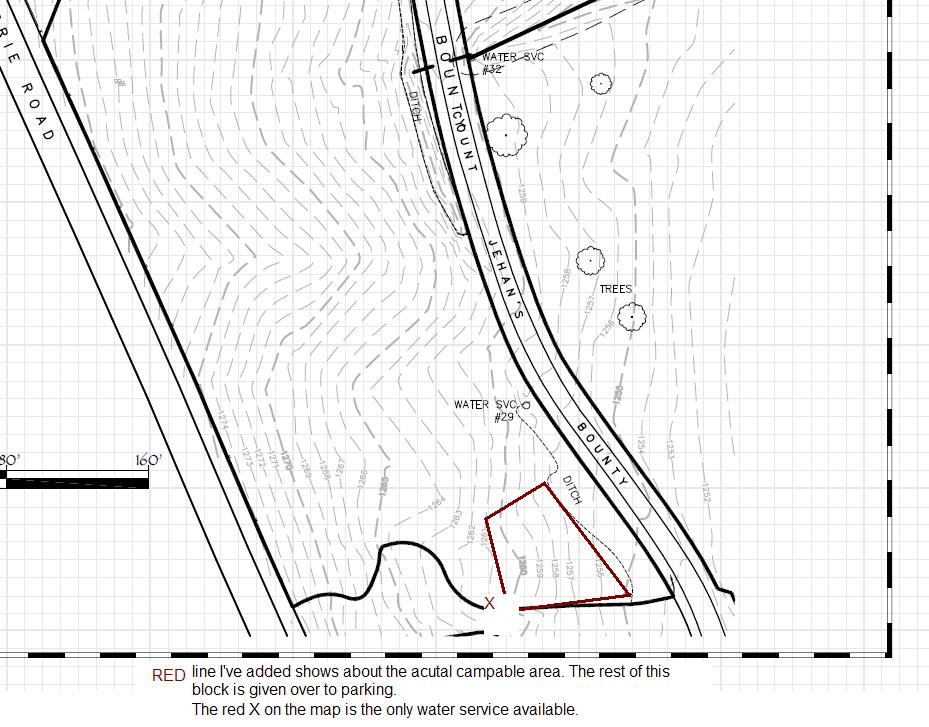 RIE ROAD
BOUNTY
COUNT
JEHAN'S
BOUNTY
WATER SVC
#32
DITCH
1259
1258
1257
1256
TREES
1255
1254
1253
1252
WATER SVC
#29
DITCH
80'
160'
1274
1273
1272
1271
1270
1269
1268
1267
1266
1265
1264
1263
1262
1260
1259
1258
1257
1256
X
RED line I've added shows about the acutal campable area. The rest of this
block is given over to parking.
The red X on the map is the only water service available.